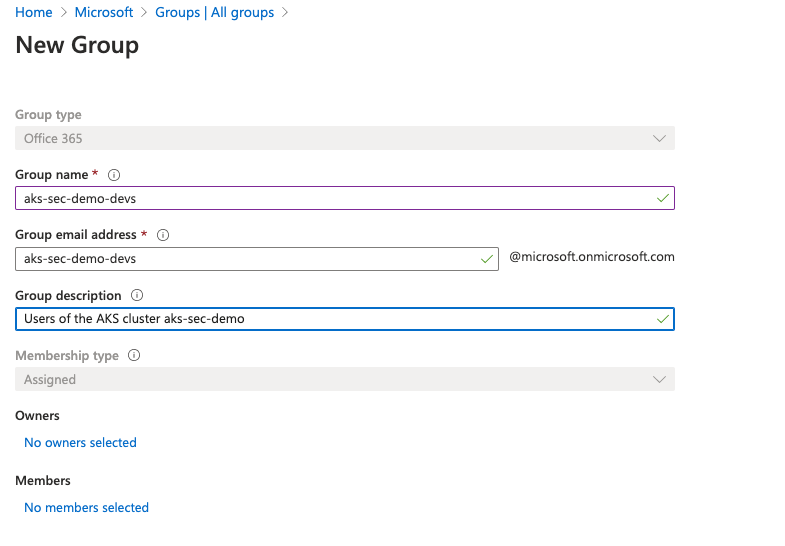 Home > Microsoft > Groups | All groups >
New Group
Group type
Office 365
Group name *
aks-sec-demo-devs
Group email address *
aks-sec-demo-devs @microsoft.onmicrosoft.com
Group description
Users of the AKS cluster aks-sec-demo
Membership type
Assigned
Owners
No owners selected
Members
No members selected